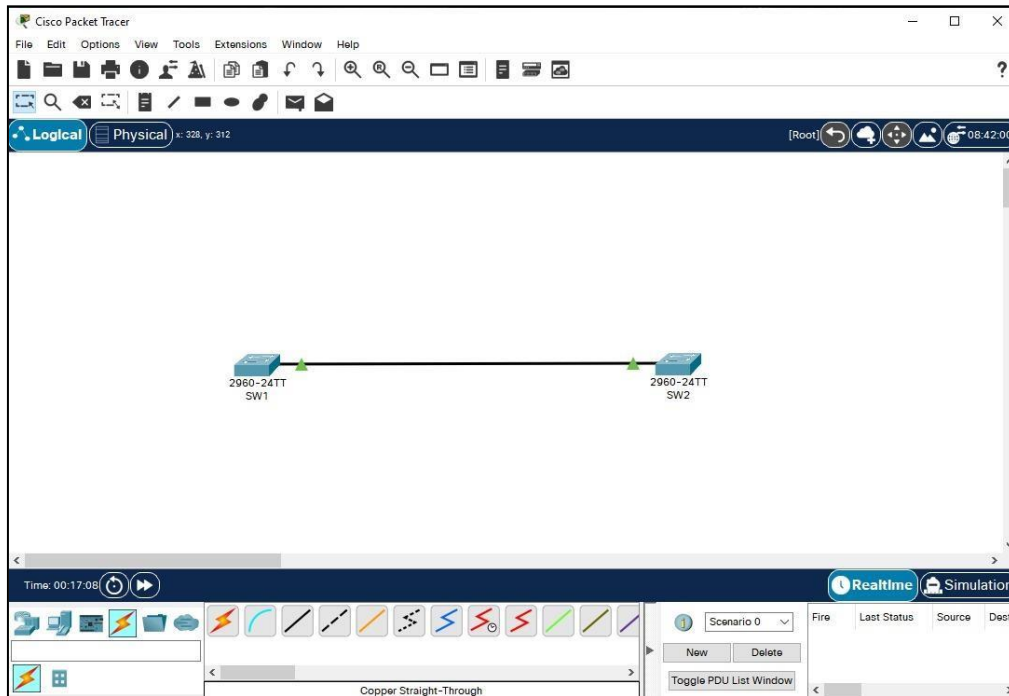 Cisco Packet Tracer
File Edit Options View Tools Extensions Window Help
?
Logical Physical x: 328, y: 312 [Root] 08:42:00
2960-24TT
SW1
2960-24TT
SW2
Time: 00:17:08 Realtime Simulation
Scenario 0 Fire Last Status Source Dest
New Delete
Toggle PDU List Window
Copper Straight-Through